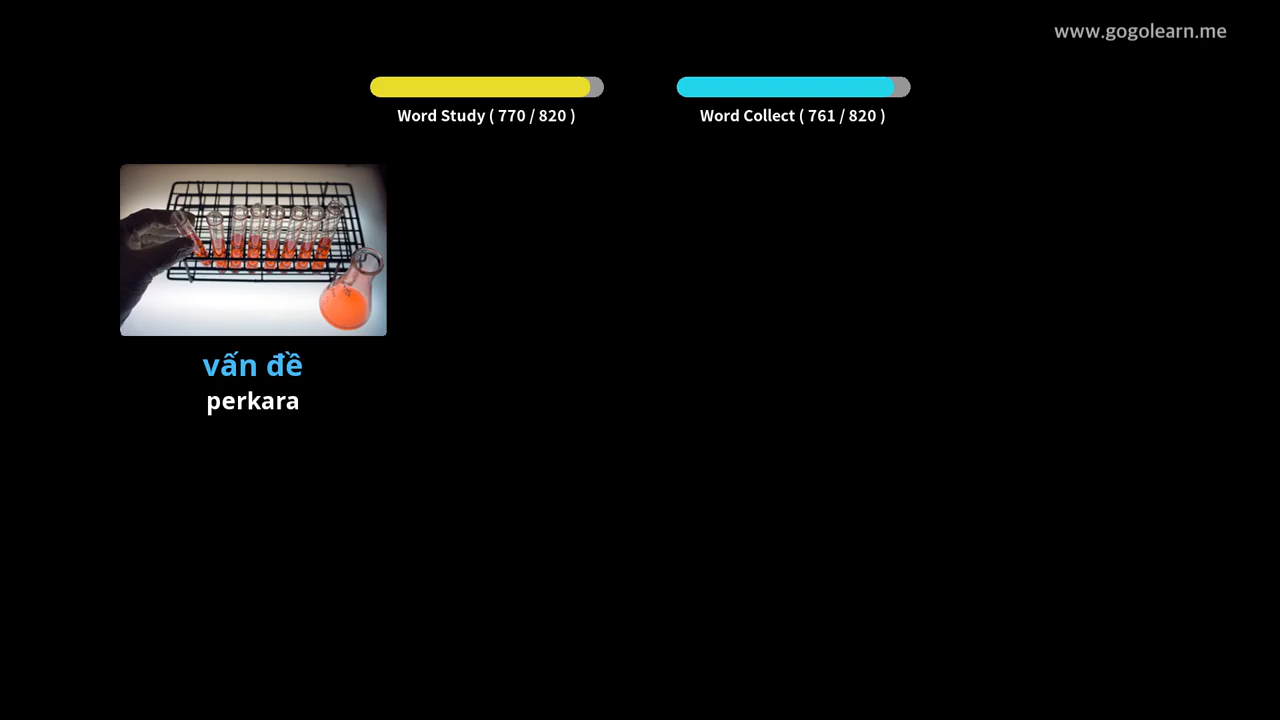 www.gogolearn.me
Word Study ( 770 / 820 )
Word Collect ( 761 / 820 )
vấn đề
perkara